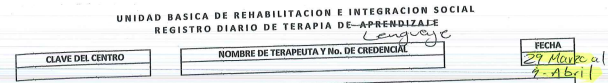 UNIDAD BASICA DE REHABILITACION E INTEGRACION SOCIAL
REGISTRO DIARIO DE TERAPIA DE APRENDIZAJE
Lenguaje
CLAVE DEL CENTRO
NOMBRE DE TERAPEUTA Y No. DE CREDENCIAL
FECHA
29 Marzo al
4 - Abril